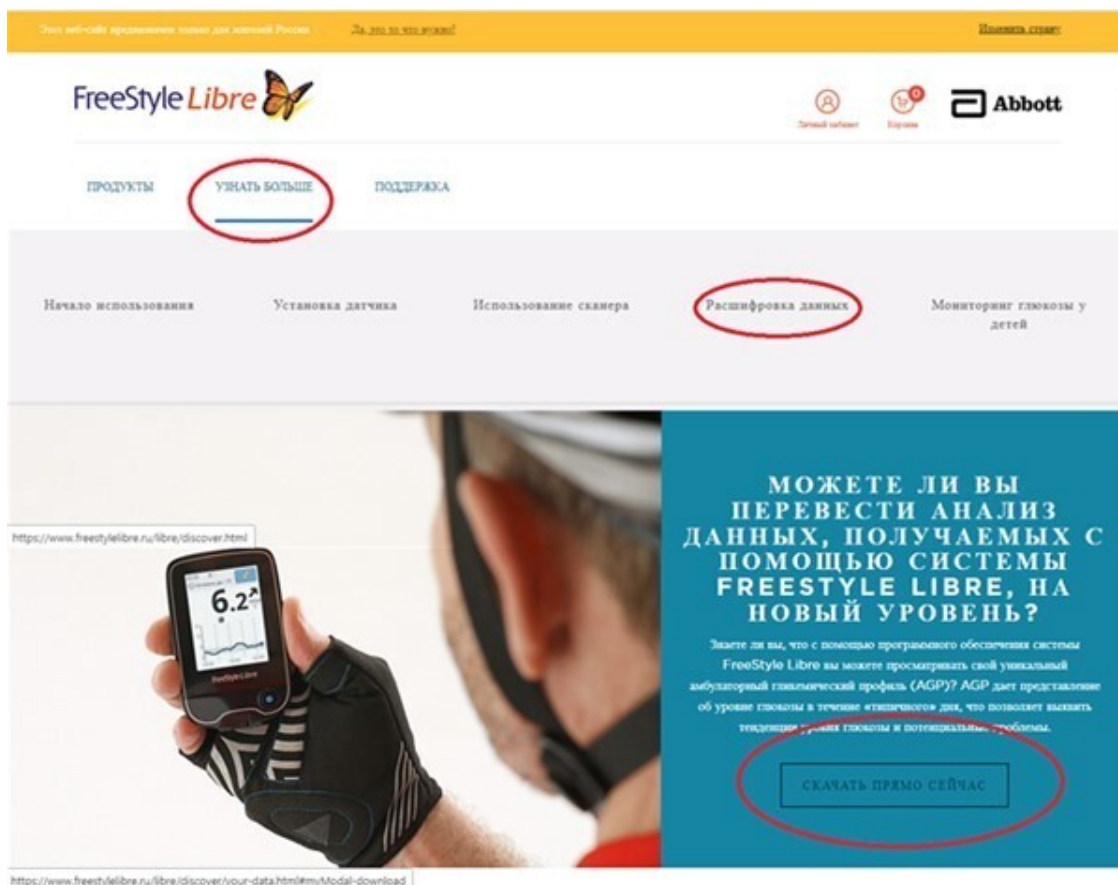 Этот веб-сайт предназначен только для жителей России
Да, это то что нужно!
Изменить страну
FreeStyle Libre
Личный кабинет
Корзина
0
Abbott
ПРОДУКТЫ
УЗНАТЬ БОЛЬШЕ
ПОДДЕРЖКА
Начало использования
Установка датчика
Использование сканера
Расшифровка данных
Мониторинг глюкозы у
детей
МОЖЕТЕ ЛИ ВЫ
ПЕРЕВЕСТИ АНАЛИЗ
ДАННЫХ, ПОЛУЧАЕМЫХ С
ПОМОЩЬЮ СИСТЕМЫ
FREESTYLE LIBRE, НА
НОВЫЙ УРОВЕНЬ?
Знаете ли вы, что с помощью программного обеспечения системы
FreeStyle Libre вы можете просматривать свой уникальный
амбулаторный гликемический профиль (AGP)? AGP дает представление
об уровне глюкозы в течение «типичного» дня, что позволяет выявить
тенденции уровня глюкозы и потенциальные проблемы.
СКАЧАТЬ ПРЯМО СЕЙЧАС
https://www.freestylelibre.ru/libre/discover.html
6.2
FreeStyle Libre
https://www.freestylelibre.ru/libre/discover/your-data.html#myModal-download